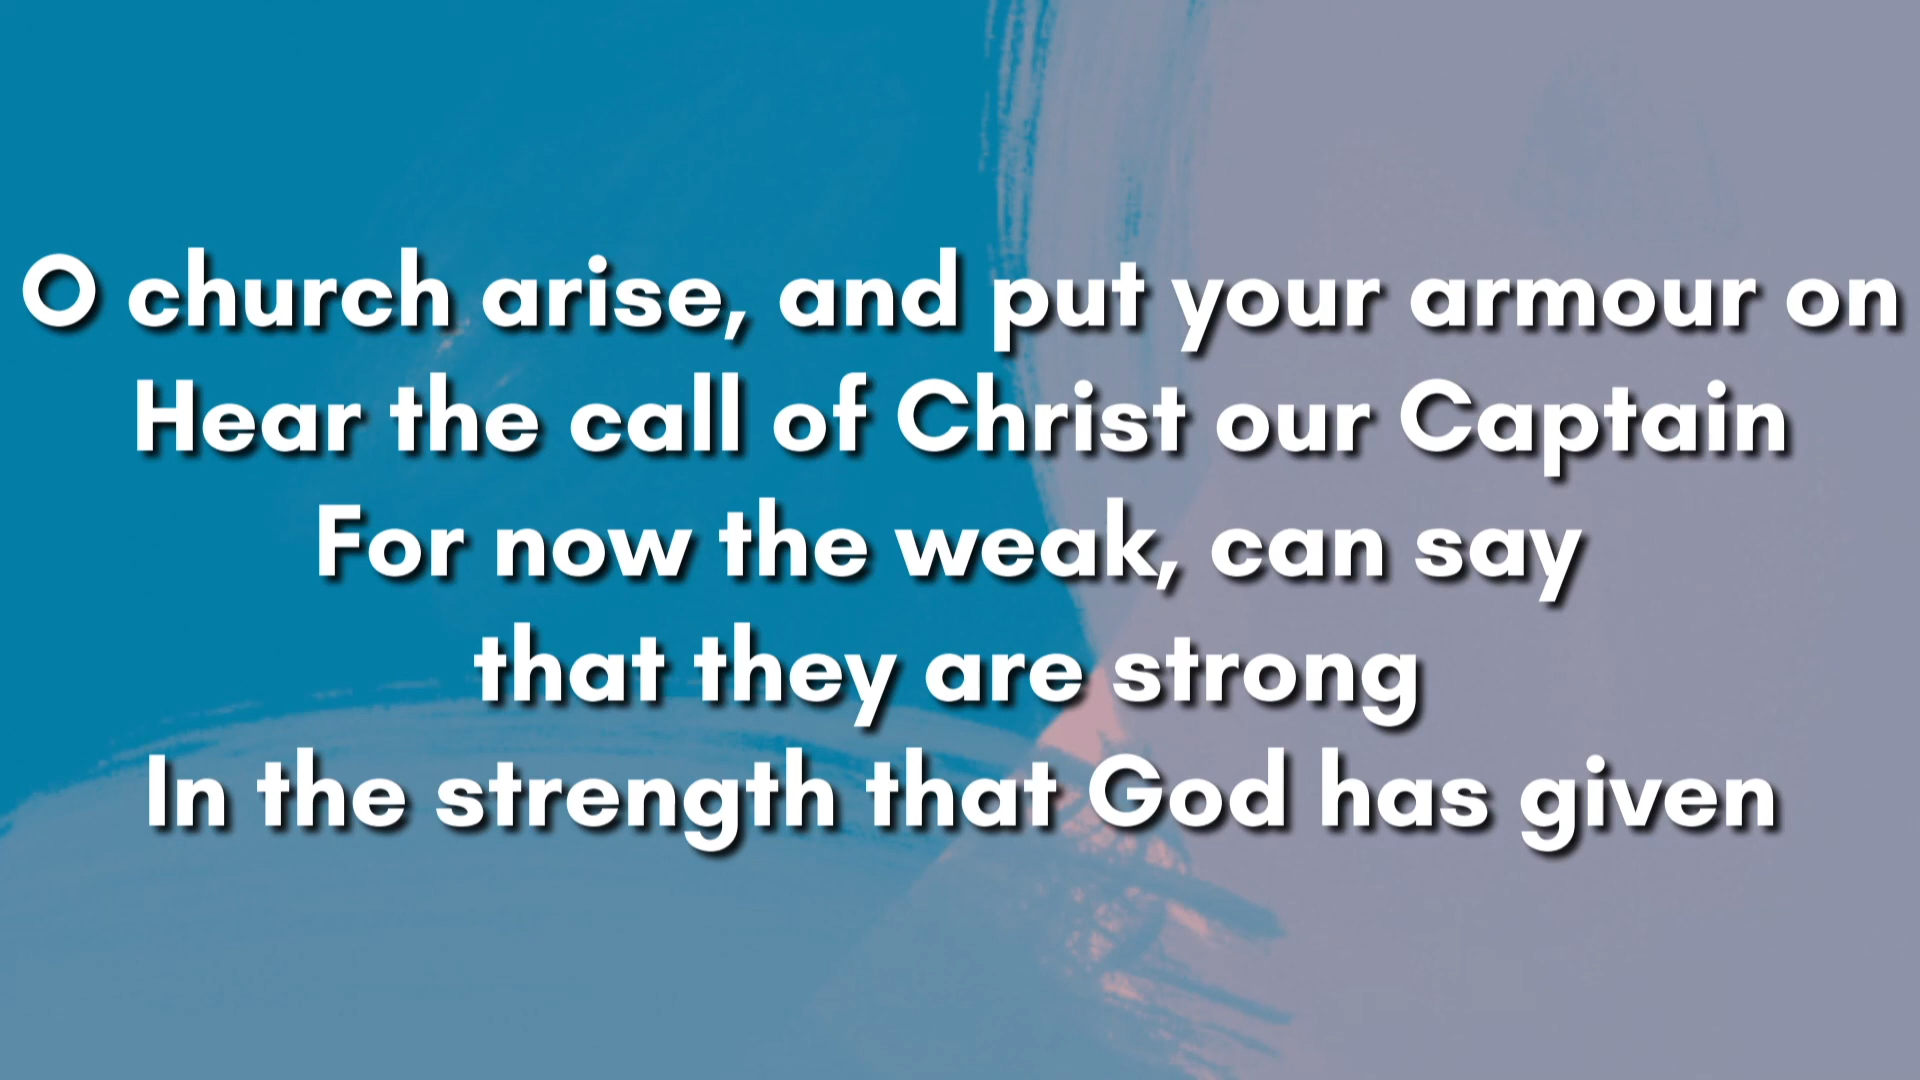 O church arise, and put your armour on
Hear the call of Christ our Captain
For now the weak, can say
that they are strong
In the strength that God has given